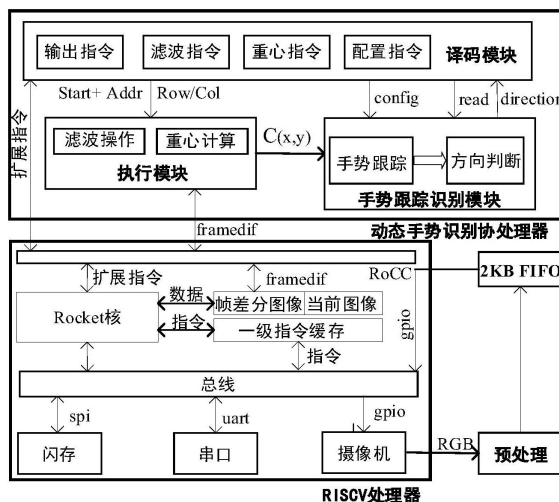 输出指令 滤波指令 重心指令 配置指令 译码模块
Start+ Addr Row/Col config read direction
扩展指令
滤波操作 重心计算
执行模块
C(x,y)
手势跟踪 方向判断
手势跟踪识别模块
framedif
动态手势识别协处理器
扩展指令 framedif RoCC
2KB FIFO
Rocket核 数据 帧差分图像 当前图像
指令 一级指令缓存
gpio
指令
总线
spi uart gpio
闪存 串口 摄像机 RGB 预处理
RISCV处理器